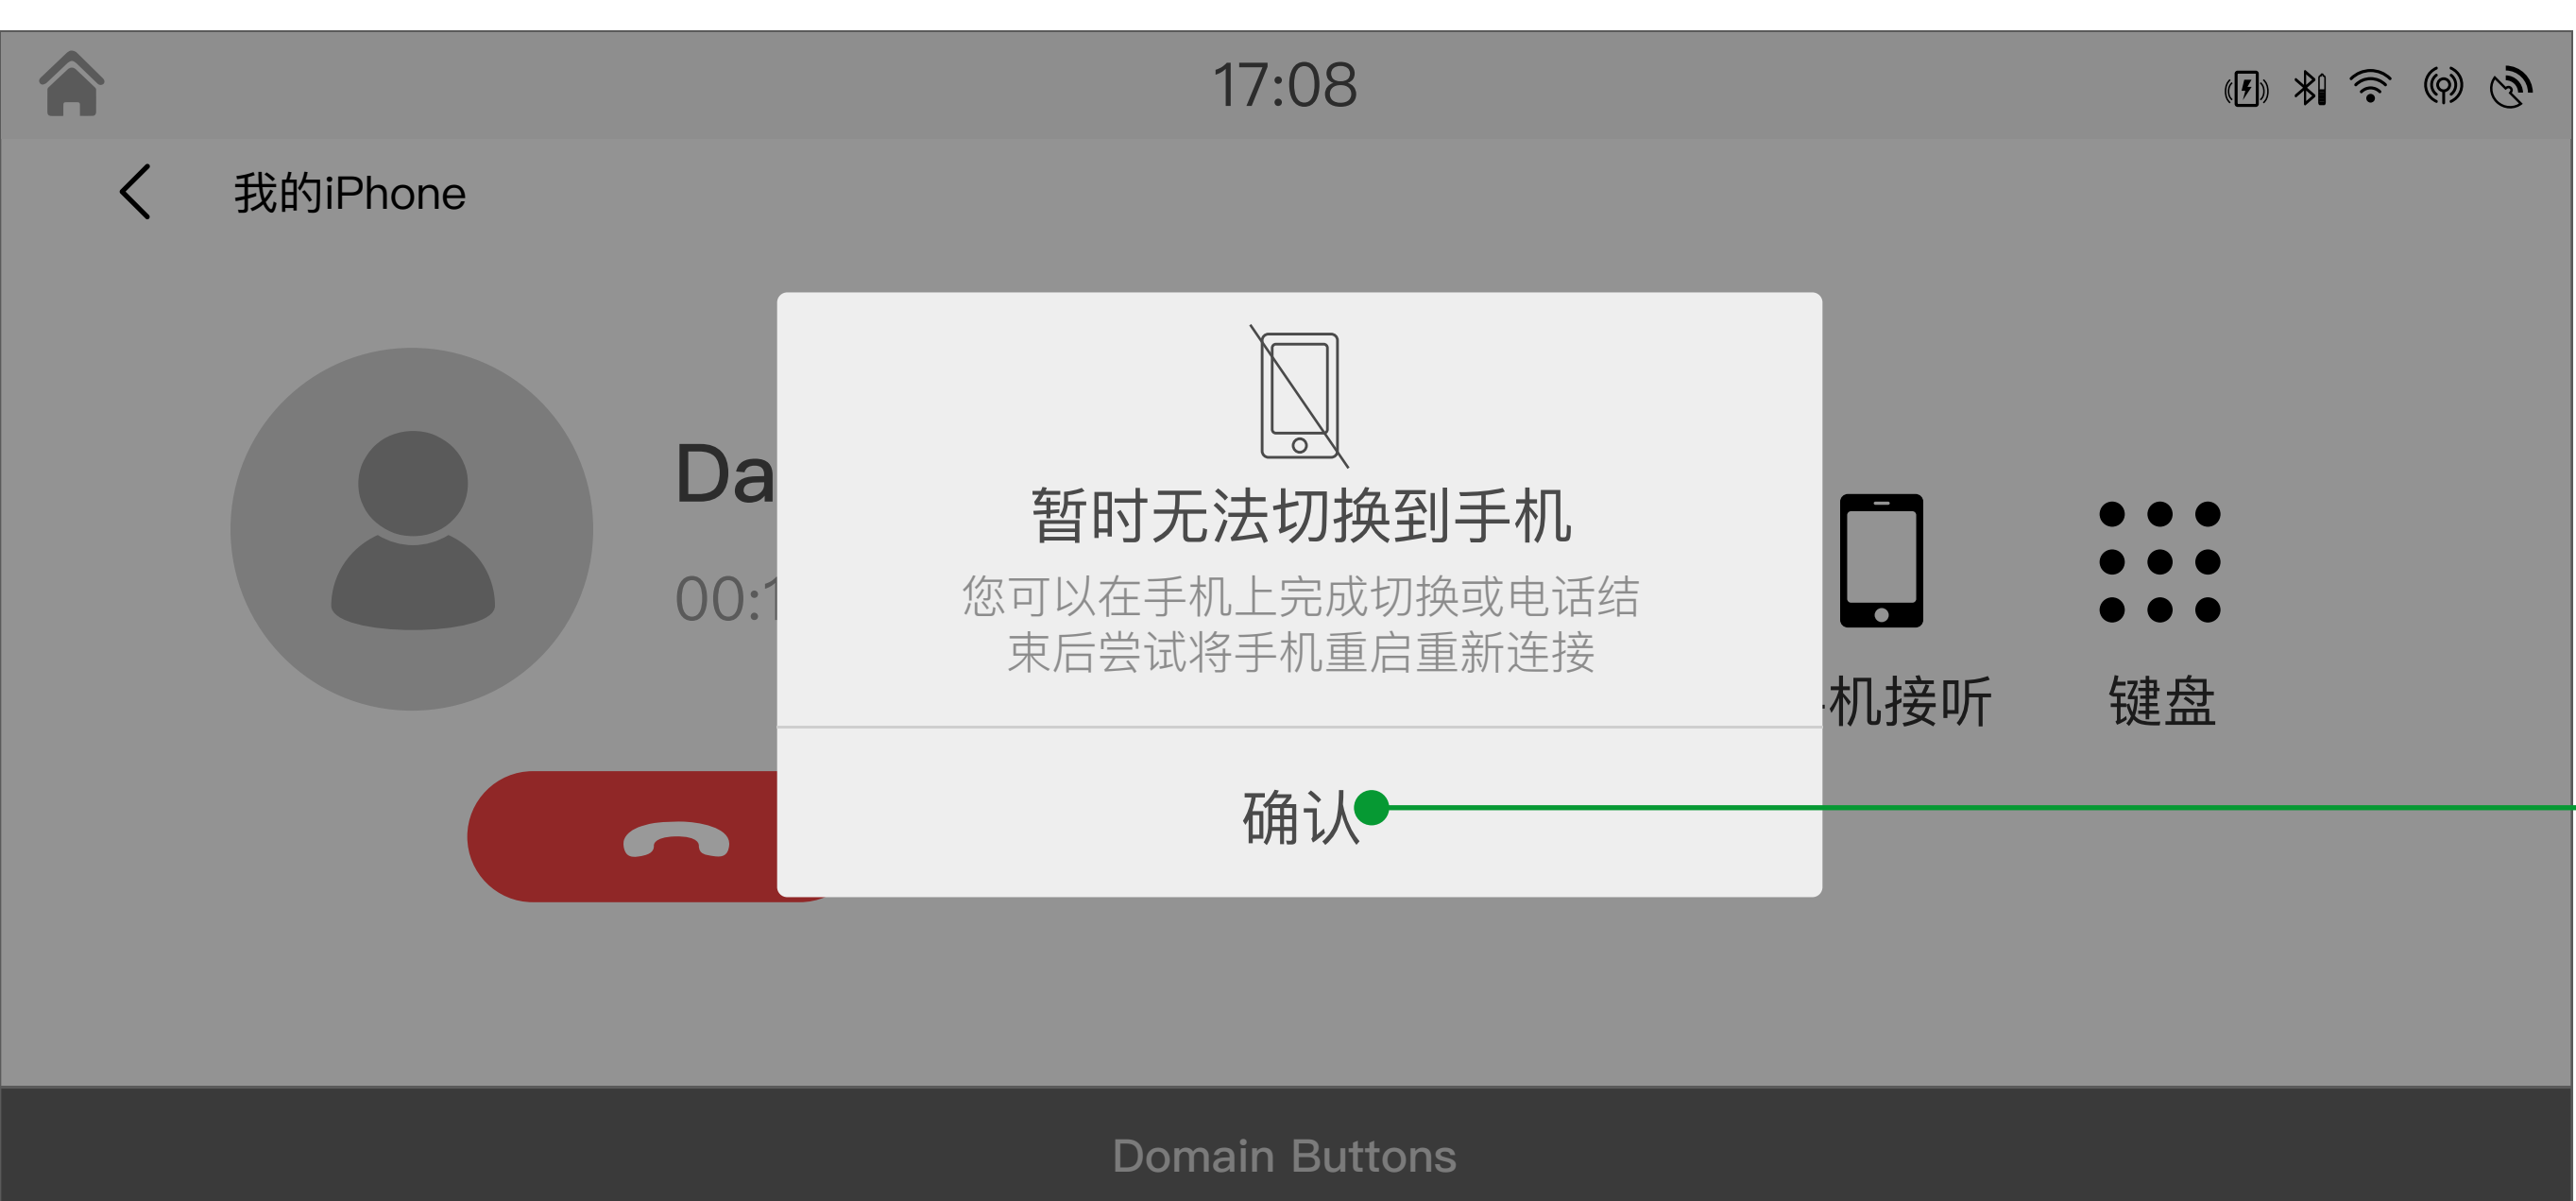 17:08
我的iPhone
Da
00:1
暂时无法切换到手机
您可以在手机上完成切换或电话结
束后尝试将手机重启重新连接
机接听
键盘
确认
Domain Buttons